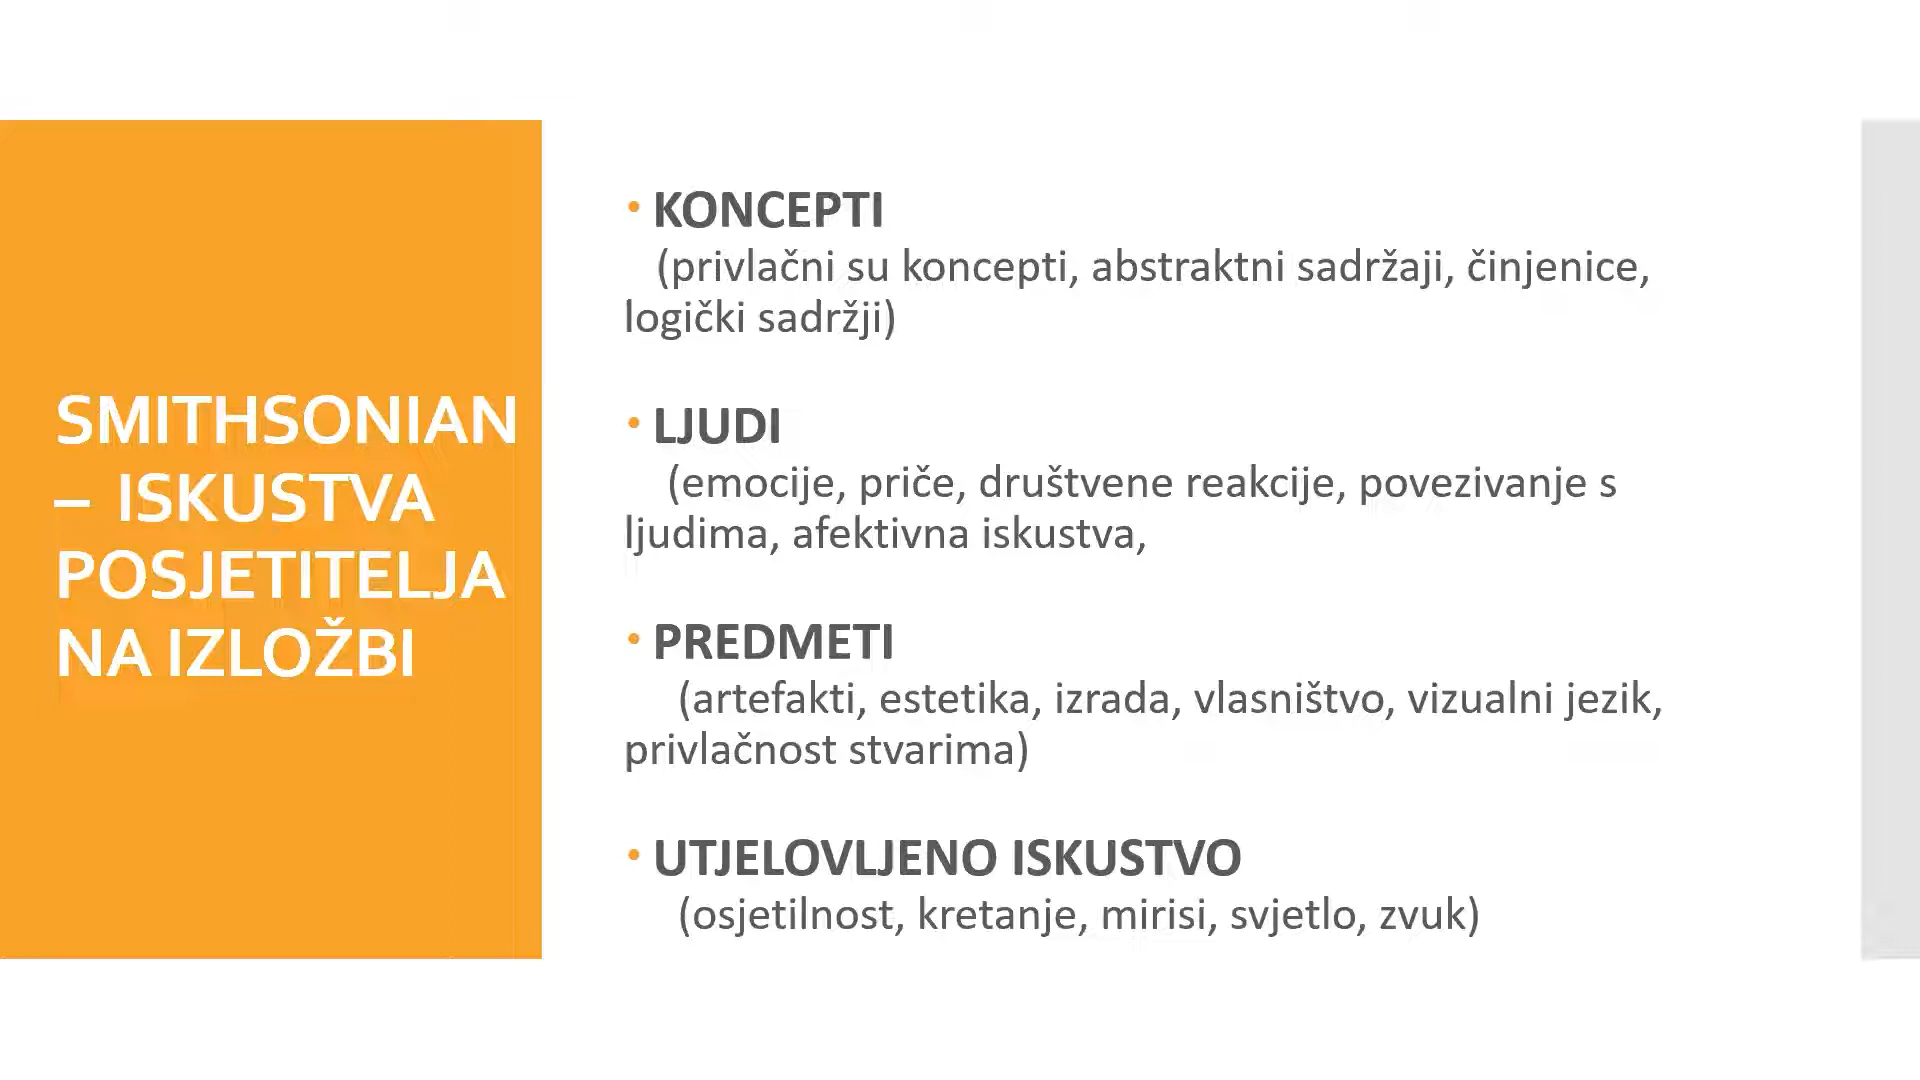 SMITHSONIAN
– ISKUSTVA
POSJETITELJA
NA IZLOŽBI
• KONCEPTI
(privlačni su koncepti, abstraktni sadržaji, činjenice,
logički sadržji)
• LJUDI
(emocije, priče, društvene reakcije, povezivanje s
ljudima, afektivna iskustva,
• PREDMETI
(artefakti, estetika, izrada, vlasništvo, vizualni jezik,
privlačnost stvarima)
• UTJELOVLJENO ISKUSTVO
(osjetilnost, kretanje, mirisi, svjetlo, zvuk)